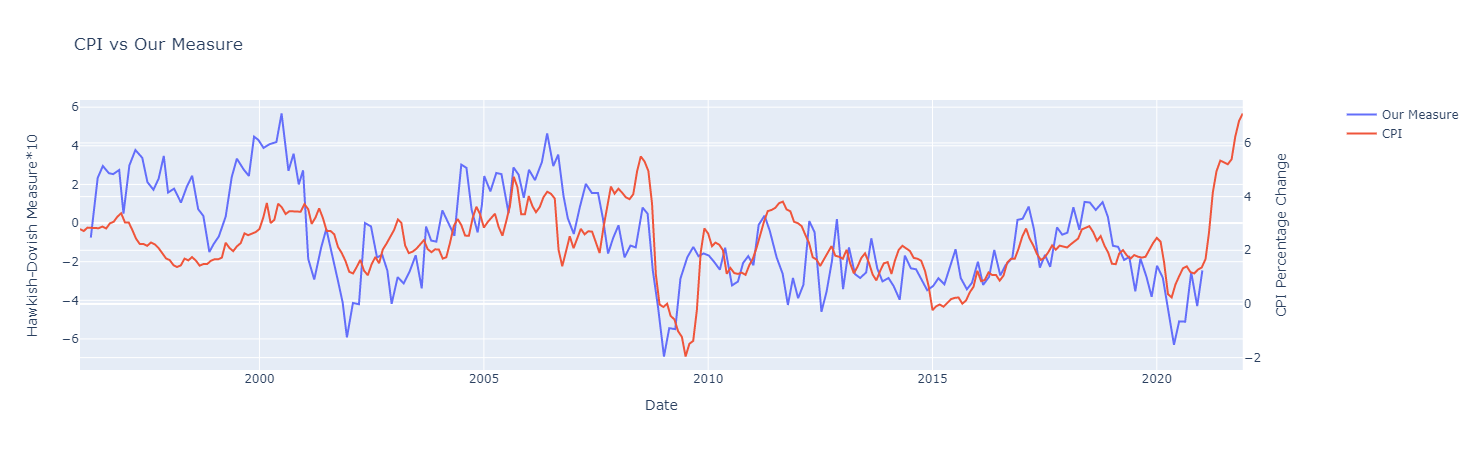 CPI vs Our Measure
Our Measure
CPI
Hawkish-Dovish Measure*10
6
4
2
0
−2
−4
−6
CPI Percentage Change
6
4
2
0
−2
2000
2005
2010
2015
2020
Date